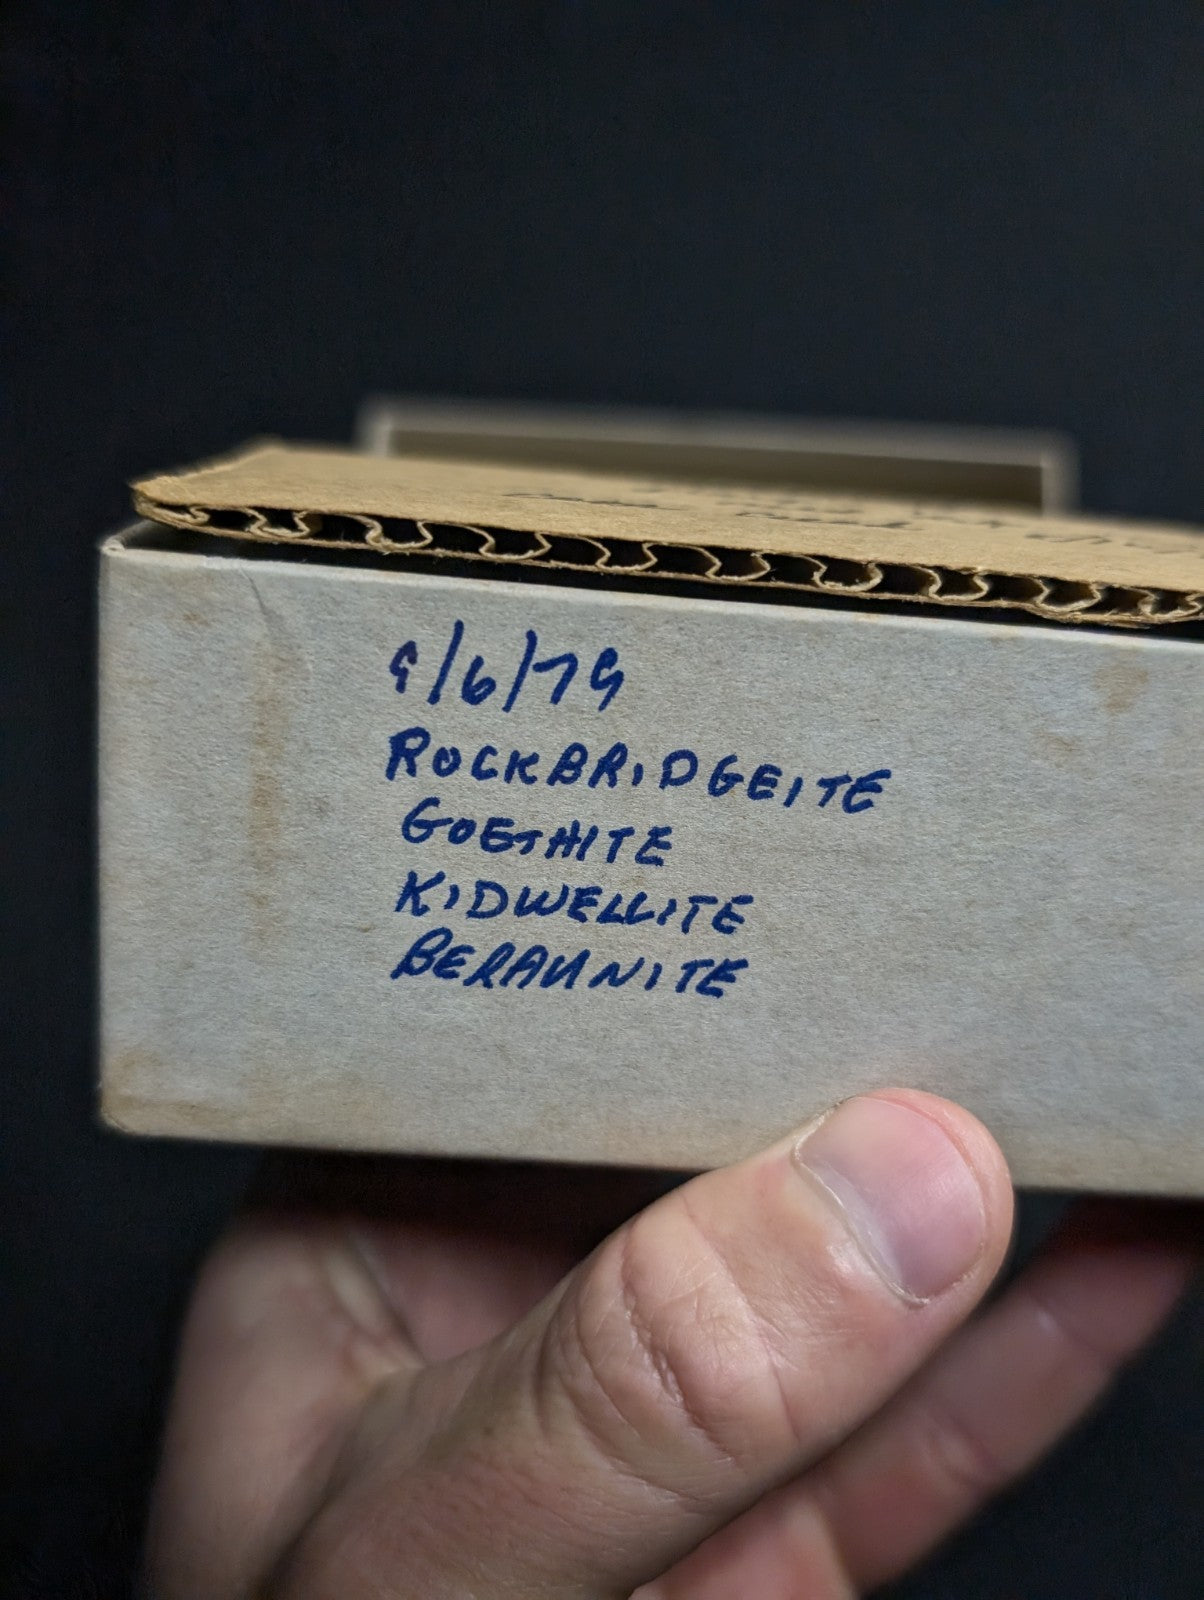 9/6/79
ROCKBRIDGEITE
GOETHITE
KIDWELLITE
BERAUNITE